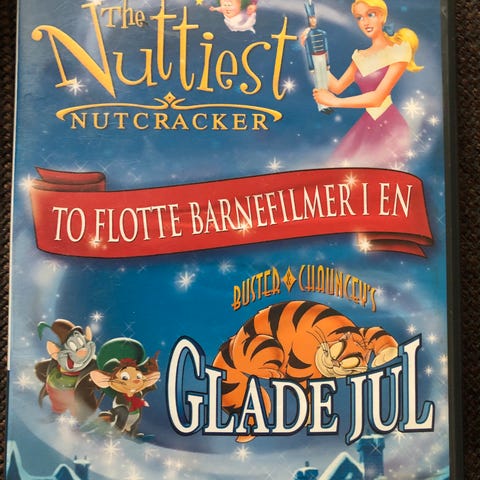 The
Nuttiest
NUTCRACKER
TO FLOTTE BARNEFILMER I EN
BUSTER & CHAUNCEY'S
GLADE JUL